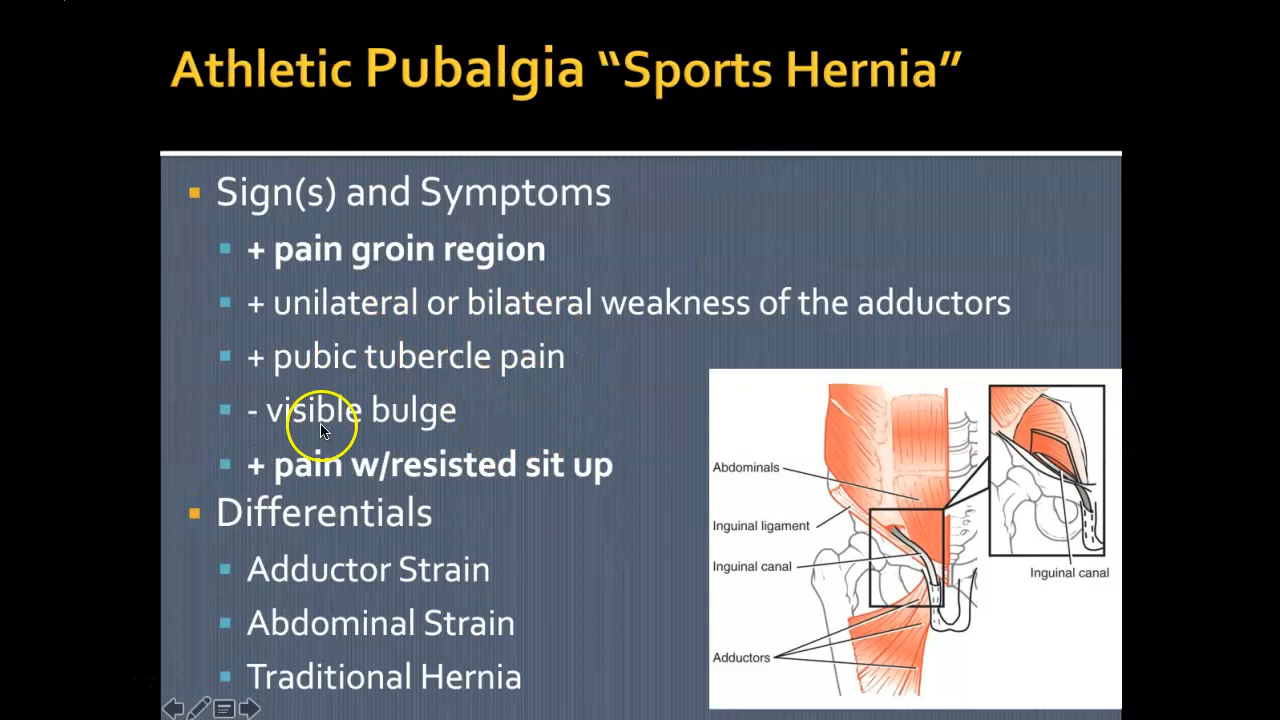 Athletic Pubalgia “Sports Hernia”
Sign(s) and Symptoms
+ pain groin region
+ unilateral or bilateral weakness of the adductors
+ pubic tubercle pain
- visible bulge
+ pain w/resisted sit up
Differentials
Adductor Strain
Abdominal Strain
Traditional Hernia
Abdominals
Inguinal ligament
Inguinal canal
Adductors
Inguinal canal